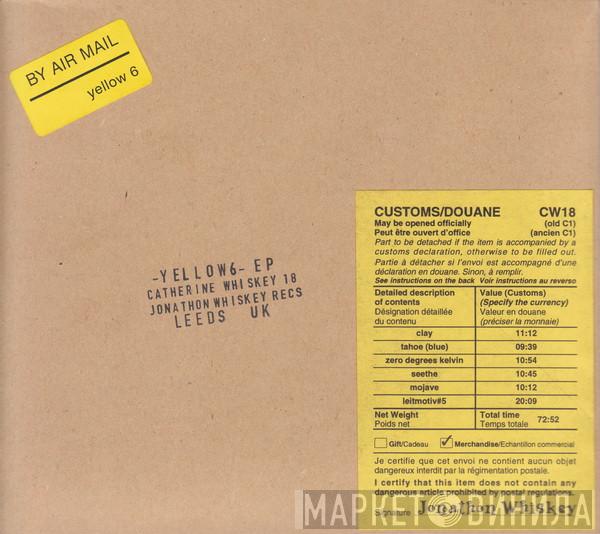 BY AIR MAIL
yellow 6
-YELLOW6- EP
CATHERINE WHISKEY 18
JONATHON WHISKEY RECS
LEEDS UK
CUSTOMS/DOUANE CW18
May be opened officially (old C1)
Peut être ouvert d'office (ancien C1)
Part to be detached if the item is accompanied by a
customs declaration, otherwise to be filled out.
Partie à détacher si l'envoi est accompagné d'une
déclaration en douane. Sinon, à remplir.
See instructions on the back Voir instructions au reverso
Detailed description Value (Customs)
of contents (Specify the currency)
Désignation détaillée Valeur en douane
du contenu (préciser la monnaie)
clay 11:12
tahoe (blue) 09:39
zero degrees kelvin 10:54
seethe 10:45
mojave 10:12
leitmotiv#5 20:09
Net Weight Total time 72:52
Poids net Temps totale
Gift/Cadeau ✓ Merchandise/Echantillon commercial
Je certifie que cet envoi ne contient aucun objet
dangereux interdit par la régimentation postale.
I certify that this item does not contain any
dangerous article prohibited by postal regulations.
Signature Jonathan Whiskey
МАРКЕТ ВИНИЛА